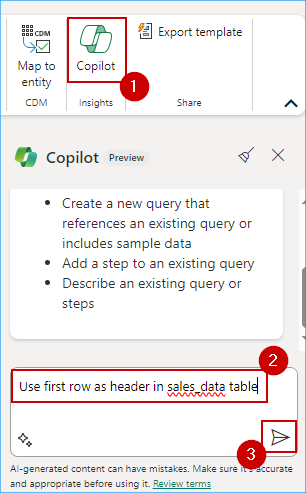 CDM
Map to
entity
CDM
Copilot
Insights
Export template
Share
1
Copilot
Preview
• Create a new query that
references an existing query or
includes sample data
• Add a step to an existing query
• Describe an existing query or
steps
2
Use first row as header in sales_data table
3
AI-generated content can have mistakes. Make sure it's accurate
and appropriate before using it. Review terms